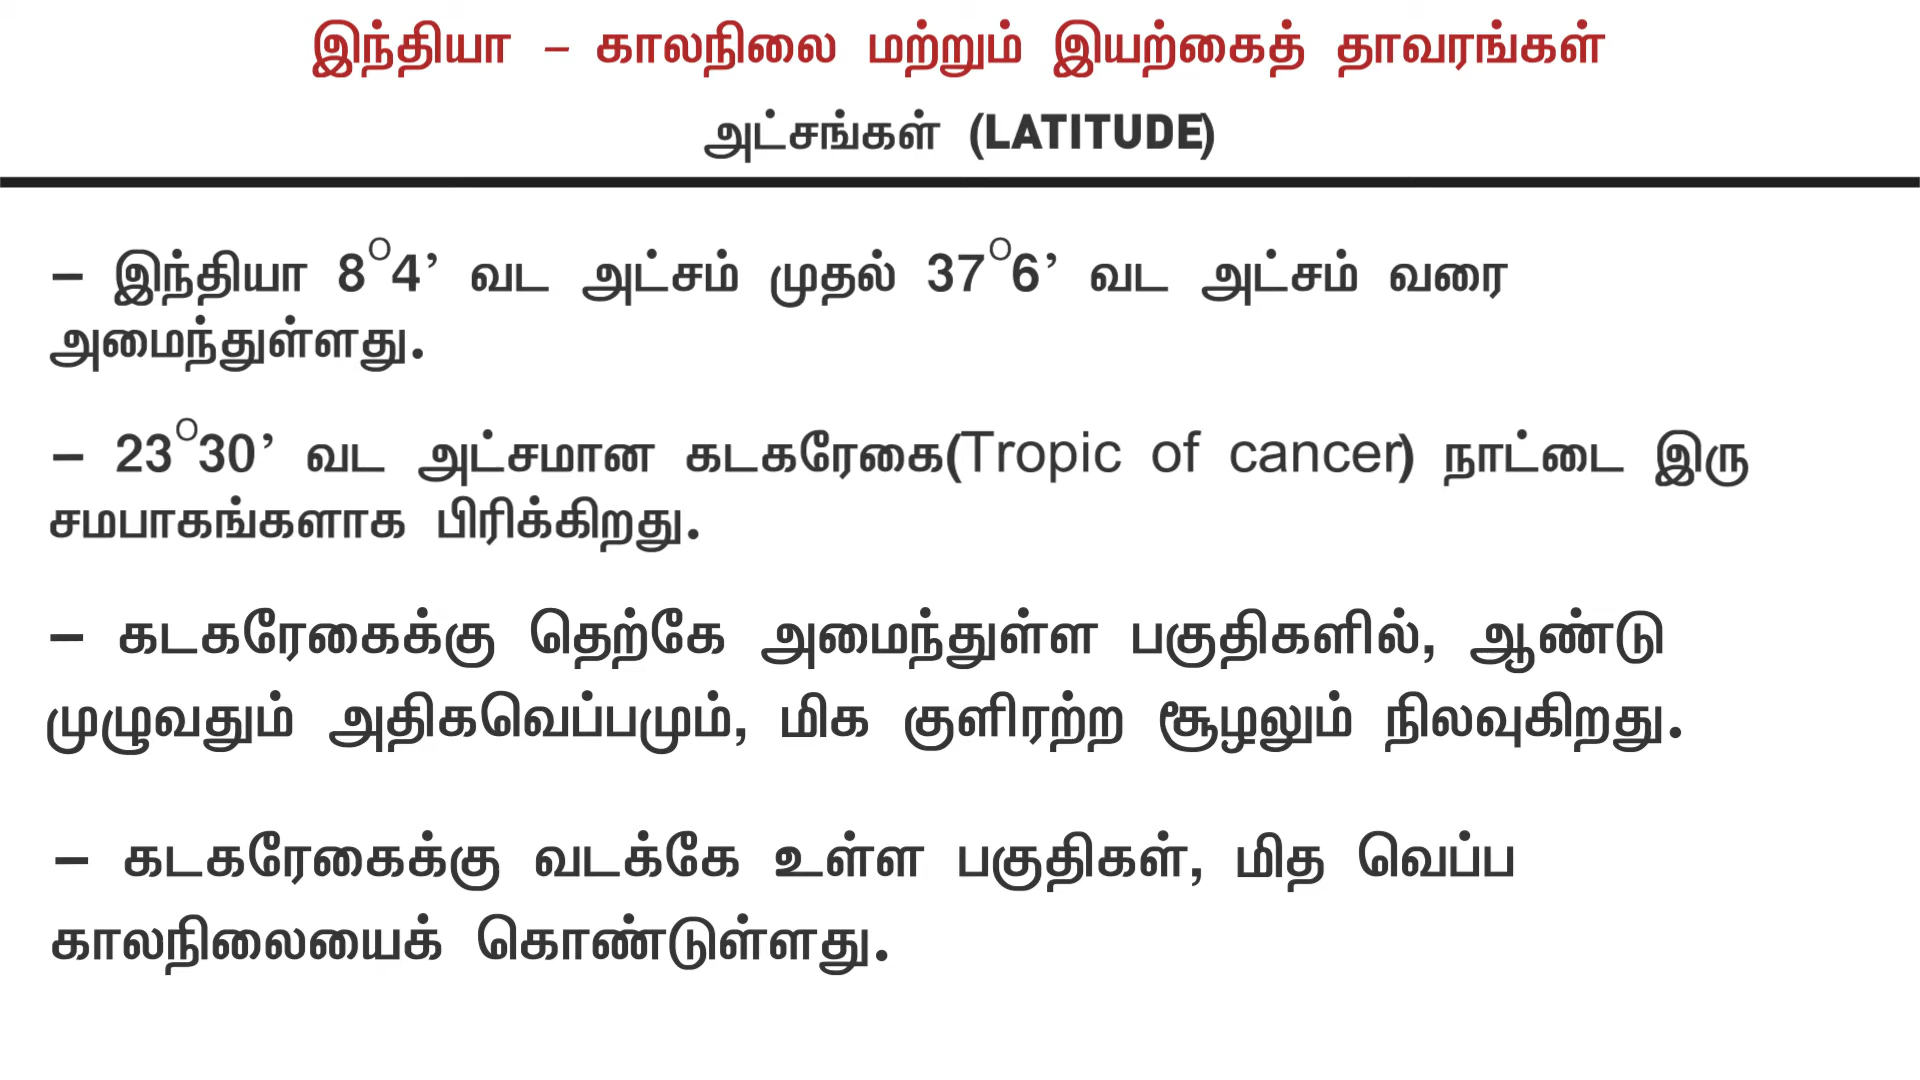 இந்தியா – காலநிலை மற்றும் இயற்கைத் தாவரங்கள்
அட்சங்கள் (LATITUDE)
– இந்தியா 8°4’ வட அட்சம் முதல் 37°6’ வட அட்சம் வரை
அமைந்துள்ளது.
– 23°30’ வட அட்சமான கடகரேகை(Tropic of cancer) நாட்டை இரு
சமபாகங்களாக பிரிக்கிறது.
– கடகரேகைக்கு தெற்கே அமைந்துள்ள பகுதிகளில், ஆண்டு
முழுவதும் அதிகவெப்பமும், மிக குளிரற்ற சூழலும் நிலவுகிறது.
– கடகரேகைக்கு வடக்கே உள்ள பகுதிகள், மித வெப்ப
காலநிலையைக் கொண்டுள்ளது.